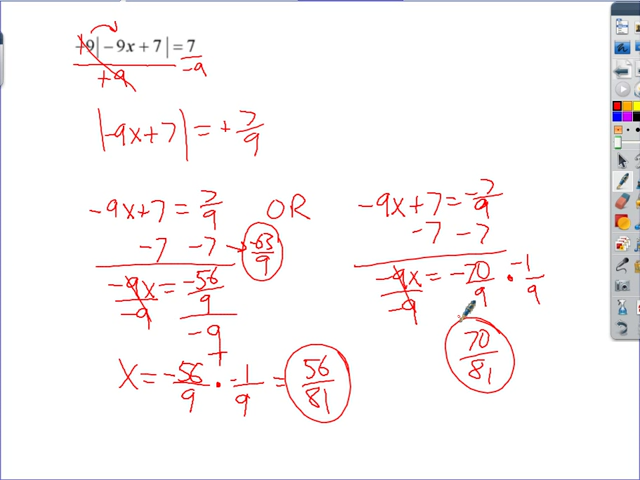 +9| − 9x + 7 | = 7
+9 −9
|−9x+7| = + 7/9
−9x+7 = 7/9 OR −9x+7 = −7/9
−7 −7 → −63/9 −7 −7
−9x/−9 = −56/9 / −9 −9x/−9 = −70/9 · −1/9
x = −56/9 · −1/9 = 56/81 70/81